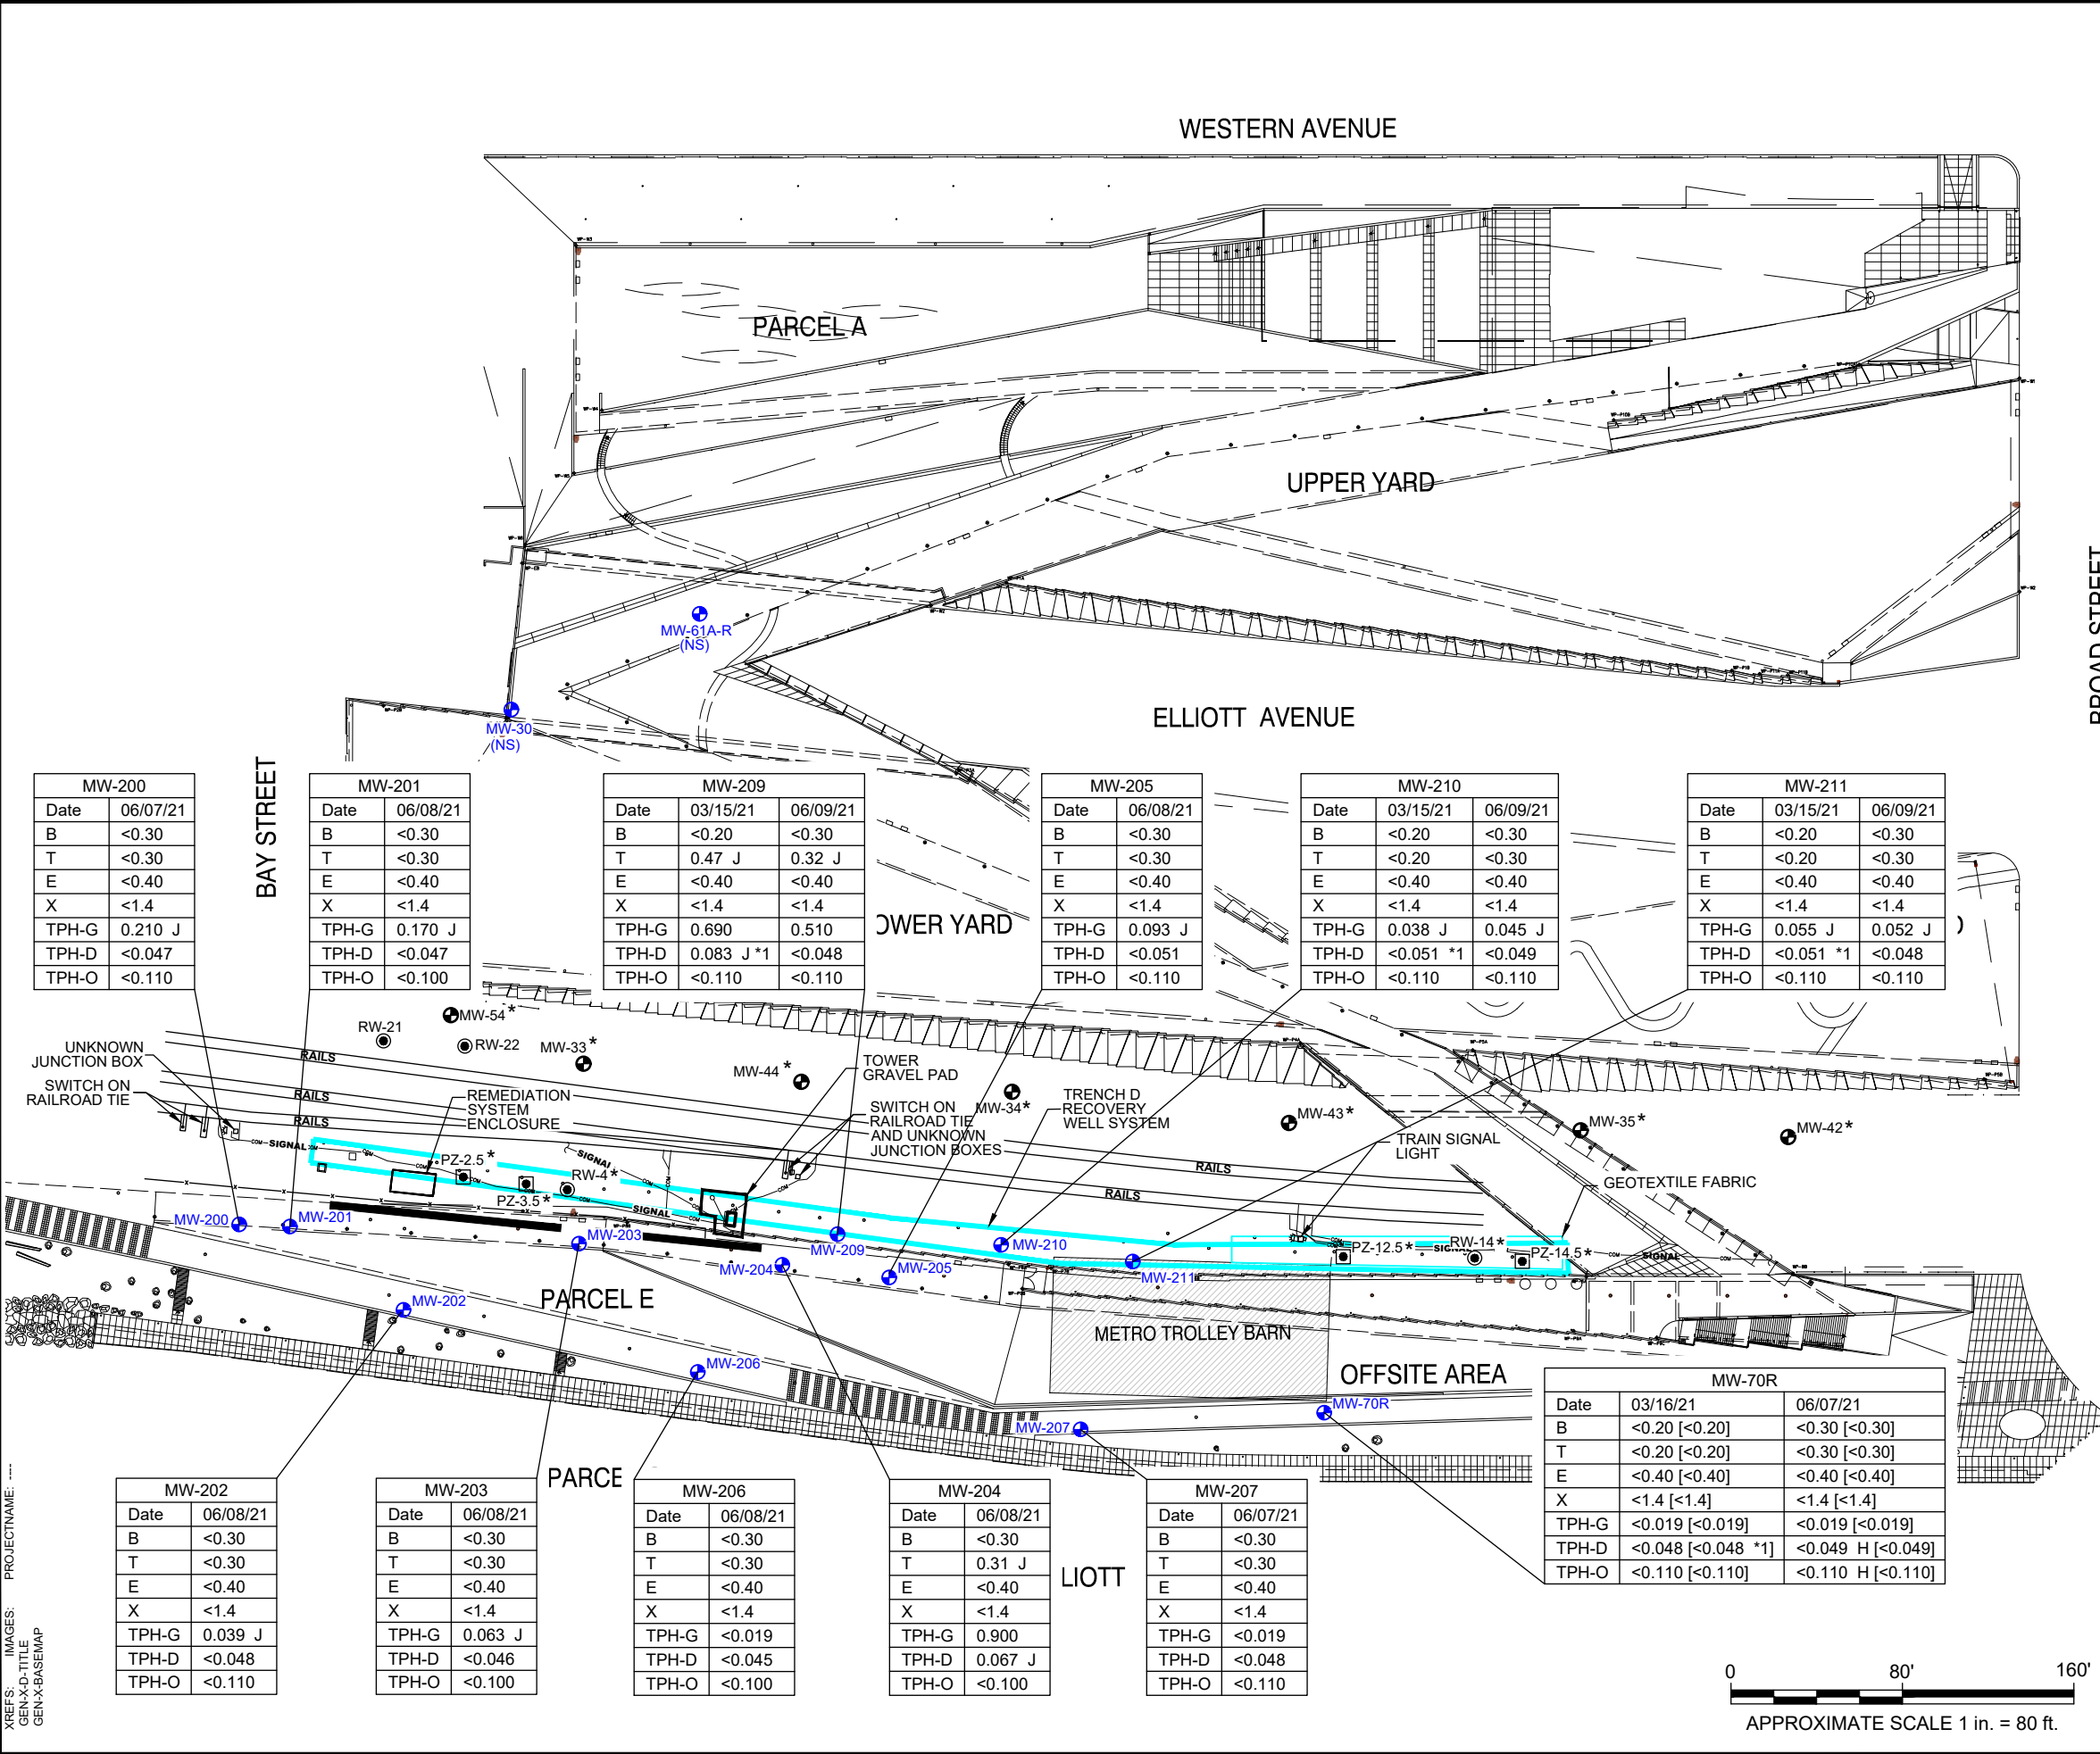 WESTERN AVENUE
PARCEL A
UPPER YARD
BROAD STREET
MW-61A-R
(NS)
MW-30
(NS)
ELLIOTT AVENUE
BAY STREET
OWER YARD
MW-200
Date 06/07/21
B <0.30
T <0.30
E <0.40
X <1.4
TPH-G 0.210 J
TPH-D <0.047
TPH-O <0.110
MW-201
Date 06/08/21
B <0.30
T <0.30
E <0.40
X <1.4
TPH-G 0.170 J
TPH-D <0.047
TPH-O <0.100
MW-209
Date 03/15/21 06/09/21
B <0.20 <0.30
T 0.47 J 0.32 J
E <0.40 <0.40
X <1.4 <1.4
TPH-G 0.690 0.510
TPH-D 0.083 J *1 <0.048
TPH-O <0.110 <0.110
MW-205
Date 06/08/21
B <0.30
T <0.30
E <0.40
X <1.4
TPH-G 0.093 J
TPH-D <0.051
TPH-O <0.110
MW-210
Date 03/15/21 06/09/21
B <0.20 <0.30
T <0.20 <0.30
E <0.40 <0.40
X <1.4 <1.4
TPH-G 0.038 J 0.045 J
TPH-D <0.051 *1 <0.049
TPH-O <0.110 <0.110
MW-211
Date 03/15/21 06/09/21
B <0.20 <0.30
T <0.20 <0.30
E <0.40 <0.40
X <1.4 <1.4
TPH-G 0.055 J 0.052 J
TPH-D <0.051 *1 <0.048
TPH-O <0.110 <0.110
MW-54*
RW-21
RW-22
MW-33*
MW-44*
MW-34*
MW-43*
MW-35*
MW-42*
UNKNOWN
JUNCTION BOX
SWITCH ON
RAILROAD TIE
RAILS
RAILS
RAILS
REMEDIATION
SYSTEM
ENCLOSURE
TOWER
GRAVEL PAD
SWITCH ON
RAILROAD TIE
AND UNKNOWN
JUNCTION BOXES
TRENCH D
RECOVERY
WELL SYSTEM
TRAIN SIGNAL
LIGHT
RAILS
RAILS
GEOTEXTILE FABRIC
SIGNAL
SIGNAL
SIGNAL
SIGNAL
SIGNAL
PZ-2.5*
PZ-3.5*
RW-4*
PZ-12.5*
RW-14*
PZ-14.5*
MW-200
MW-201
MW-203
MW-204
MW-209
MW-205
MW-210
MW-211
MW-202
MW-206
MW-207
MW-70R
PARCEL E
METRO TROLLEY BARN
OFFSITE AREA
PARCE
LIOTT
MW-70R
Date 03/16/21 06/07/21
B <0.20 [<0.20] <0.30 [<0.30]
T <0.20 [<0.20] <0.30 [<0.30]
E <0.40 [<0.40] <0.40 [<0.40]
X <1.4 [<1.4] <1.4 [<1.4]
TPH-G <0.019 [<0.019] <0.019 [<0.019]
TPH-D <0.048 [<0.048 *1] <0.049 H [<0.049]
TPH-O <0.110 [<0.110] <0.110 H [<0.110]
MW-202
Date 06/08/21
B <0.30
T <0.30
E <0.40
X <1.4
TPH-G 0.039 J
TPH-D <0.048
TPH-O <0.110
MW-203
Date 06/08/21
B <0.30
T <0.30
E <0.40
X <1.4
TPH-G 0.063 J
TPH-D <0.046
TPH-O <0.100
MW-206
Date 06/08/21
B <0.30
T <0.30
E <0.40
X <1.4
TPH-G <0.019
TPH-D <0.045
TPH-O <0.100
MW-204
Date 06/08/21
B <0.30
T 0.31 J
E <0.40
X <1.4
TPH-G 0.900
TPH-D 0.067 J
TPH-O <0.100
MW-207
Date 06/07/21
B <0.30
T <0.30
E <0.40
X <1.4
TPH-G <0.019
TPH-D <0.048
TPH-O <0.110
0 80' 160'
APPROXIMATE SCALE 1 in. = 80 ft.
XREFS: IMAGES: PROJECTNAME: ----
GEN-X-D-TITLE
GEN-X-BASEMAP